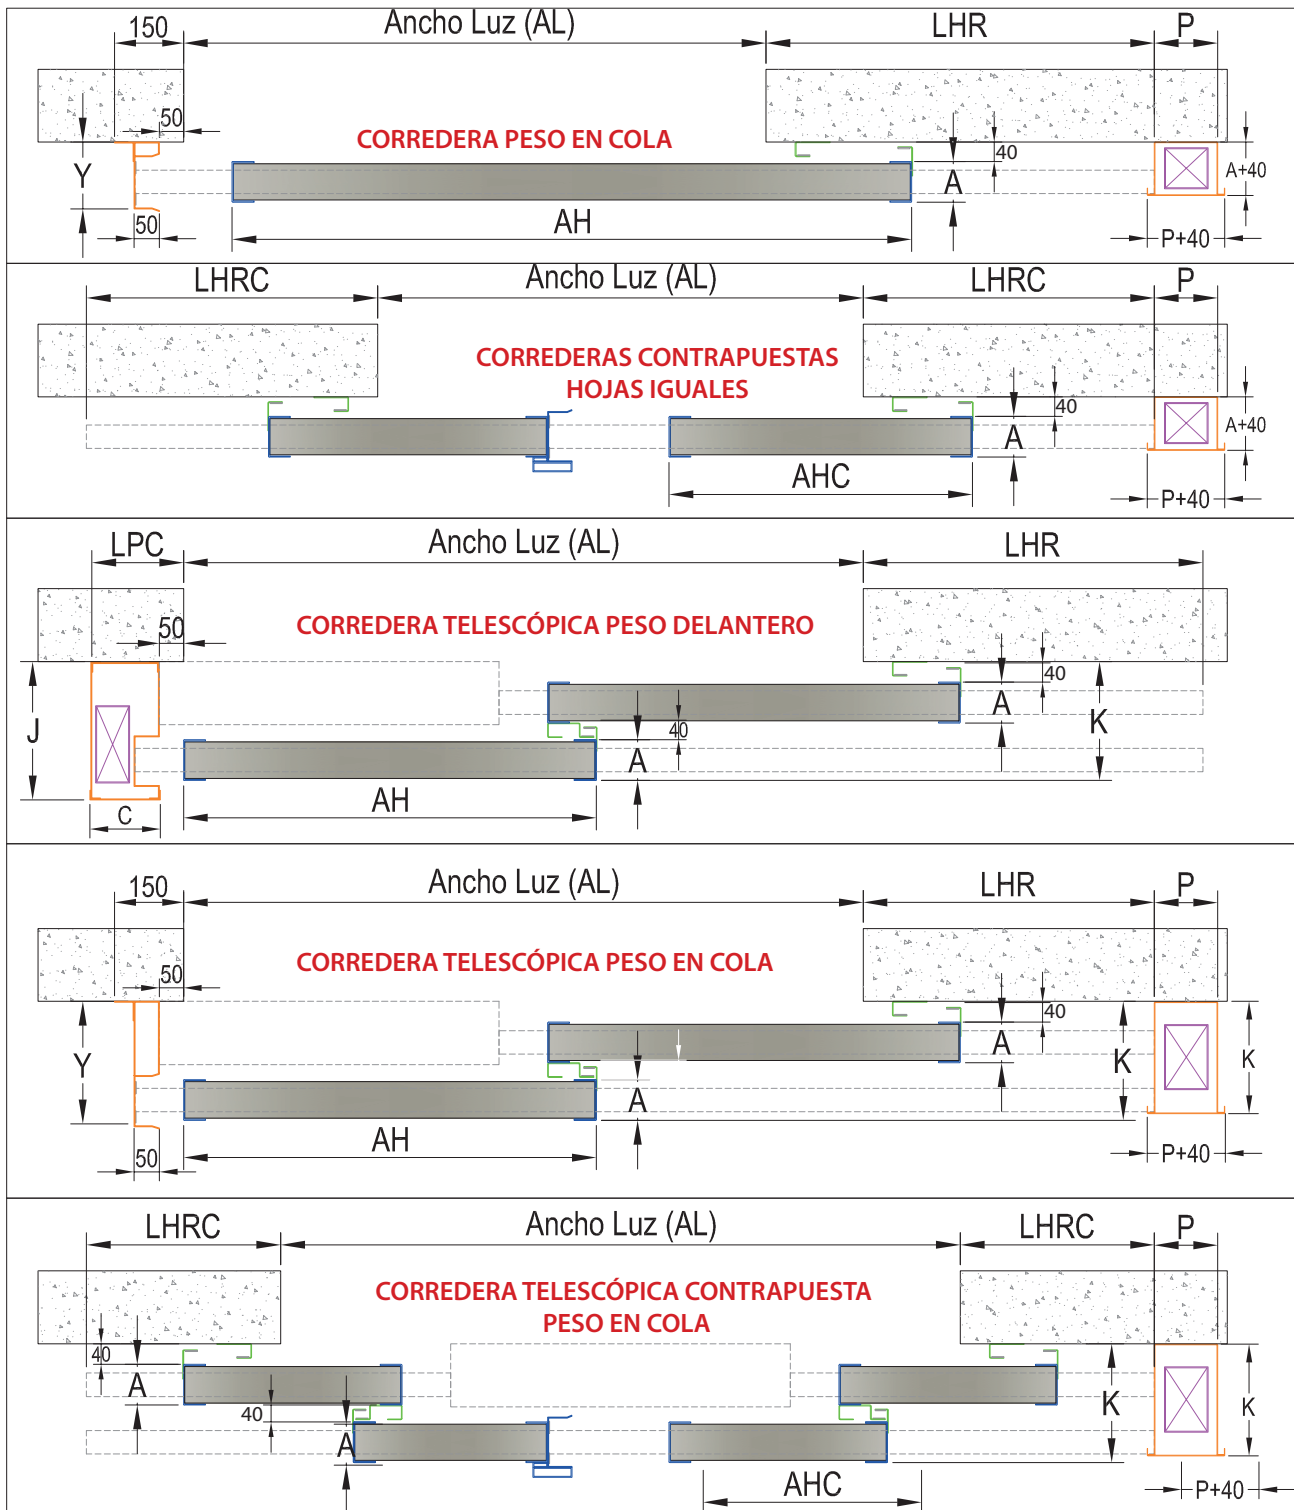 150
Ancho Luz (AL)
LHR
P
50
CORREDERA PESO EN COLA
40
Y
A
A+40
50
AH
P+40
LHRC
Ancho Luz (AL)
LHRC
P
CORREDERAS CONTRAPUESTAS
HOJAS IGUALES
40
A
A+40
AHC
P+40
LPC
Ancho Luz (AL)
LHR
CORREDERA TELESCÓPICA PESO DELANTERO
50
40
A
K
J
40
A
AH
C
150
Ancho Luz (AL)
LHR
P
CORREDERA TELESCÓPICA PESO EN COLA
50
40
A
Y
K
K
A
AH
50
P+40
LHRC
Ancho Luz (AL)
LHRC
P
CORREDERA TELESCÓPICA CONTRAPUESTA
PESO EN COLA
40
A
40
K
K
A
AHC
P+40